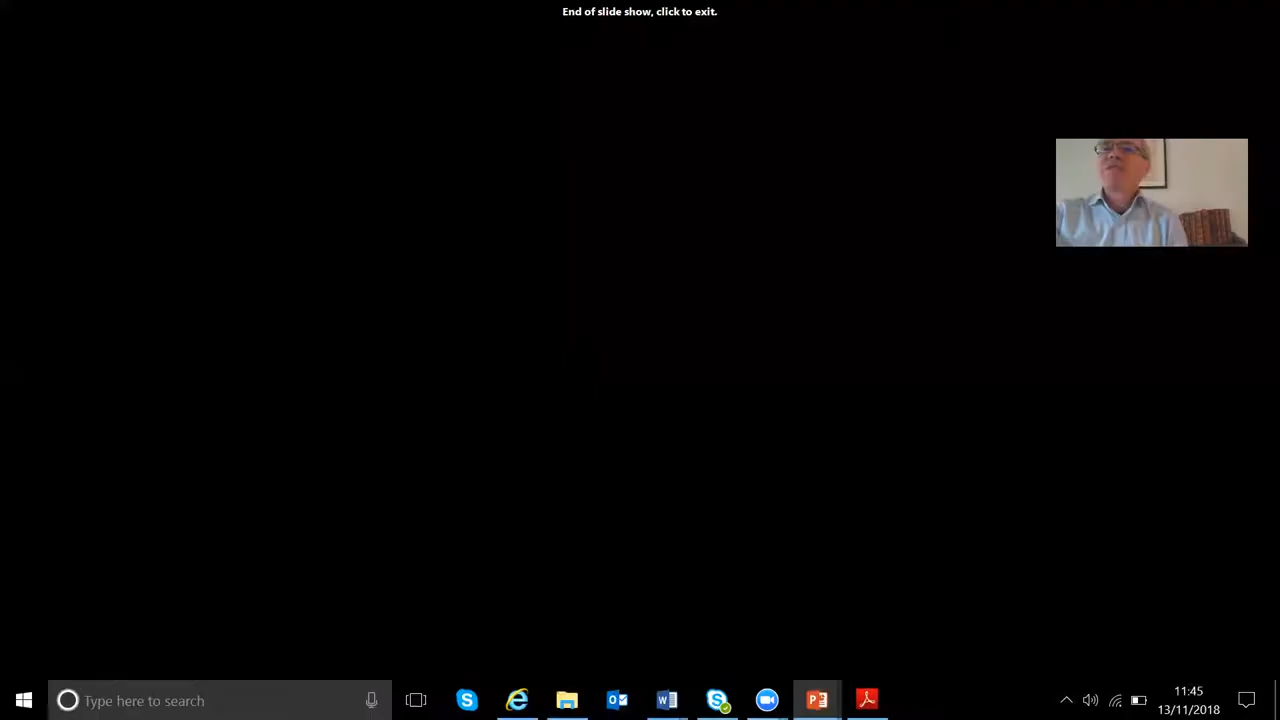 End of slide show, click to exit.
Type here to search
11:45
13/11/2018